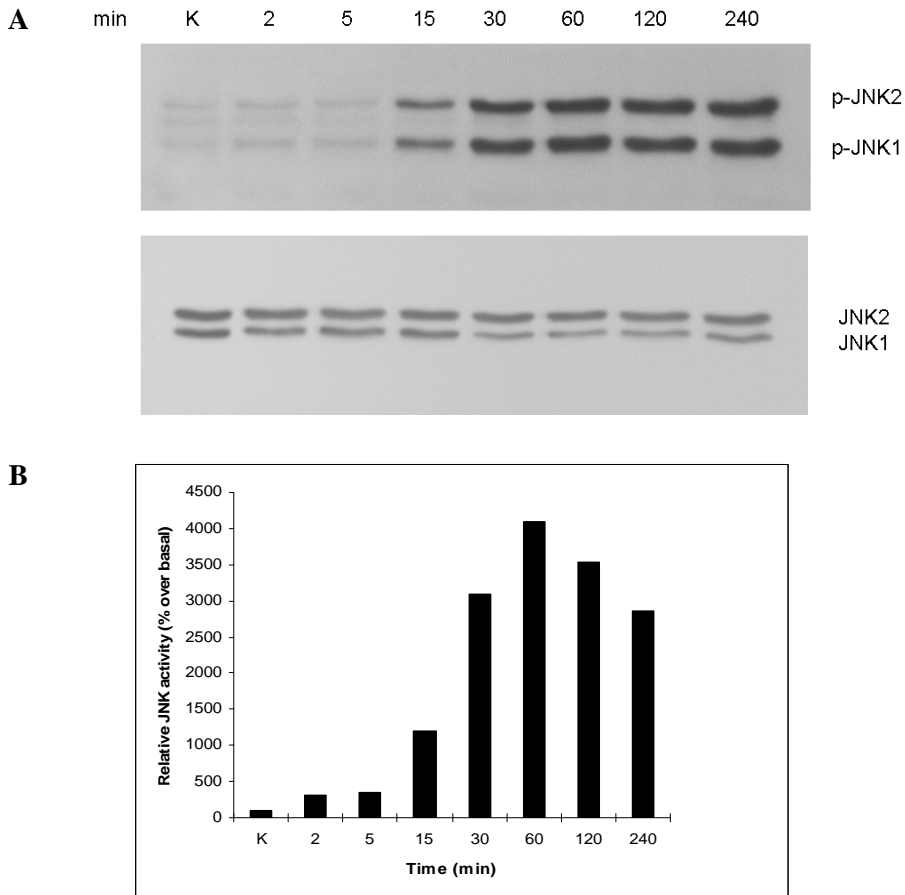 A
min K 2 5 15 30 60 120 240
p-JNK2
p-JNK1
JNK2
JNK1
B
Relative JNK activity (% over basal)
4500
4000
3500
3000
2500
2000
1500
1000
500
0
K 2 5 15 30 60 120 240
Time (min)